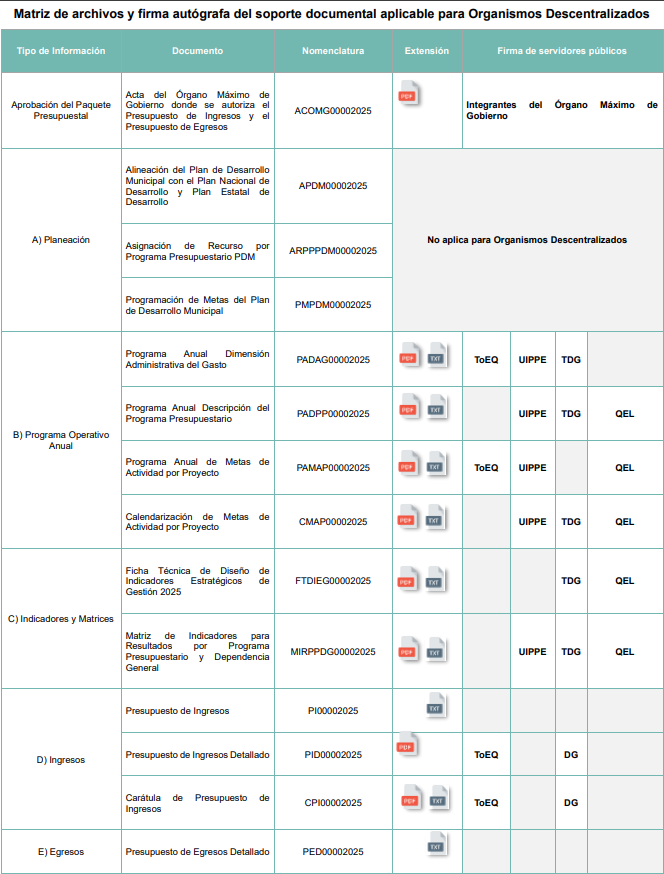 Matriz de archivos y firma autógrafa del soporte documental aplicable para Organismos Descentralizados
Tipo de Información
Documento
Nomenclatura
Extensión
Firma de servidores públicos
Aprobación del Paquete
Presupuestal
Acta del Órgano Máximo de
Gobierno donde se autoriza el
Presupuesto de Ingresos y el
Presupuesto de Egresos
ACOMG00002025
PDF
Integrantes del Órgano Máximo de
Gobierno
A) Planeación
Alineación del Plan de Desarrollo
Municipal con el Plan Nacional de
Desarrollo y Plan Estatal de
Desarrollo
APDM00002025
No aplica para Organismos Descentralizados
Asignación de Recurso por
Programa Presupuestario PDM
ARPPPDM00002025
Programación de Metas del Plan
de Desarrollo Municipal
PMPDM00002025
B) Programa Operativo
Anual
Programa Anual Dimensión
Administrativa del Gasto
PADAG00002025
PDF TXT
ToEQ
UIPPE
TDG
Programa Anual Descripción del
Programa Presupuestario
PADPP00002025
PDF TXT
UIPPE
TDG
QEL
Programa Anual de Metas de
Actividad por Proyecto
PAMAP00002025
PDF TXT
ToEQ
UIPPE
QEL
Calendarización de Metas de
Actividad por Proyecto
CMAP00002025
PDF TXT
UIPPE
TDG
QEL
C) Indicadores y Matrices
Ficha Técnica de Diseño de
Indicadores Estratégicos de
Gestión 2025
FTDIEG00002025
PDF TXT
TDG
QEL
Matriz de Indicadores para
Resultados por Programa
Presupuestario y Dependencia
General
MIRPPDG00002025
PDF TXT
UIPPE
TDG
QEL
D) Ingresos
Presupuesto de Ingresos
PI00002025
TXT
Presupuesto de Ingresos Detallado
PID00002025
PDF
ToEQ
DG
Carátula de Presupuesto de
Ingresos
CPI00002025
PDF TXT
ToEQ
DG
E) Egresos
Presupuesto de Egresos Detallado
PED00002025
TXT